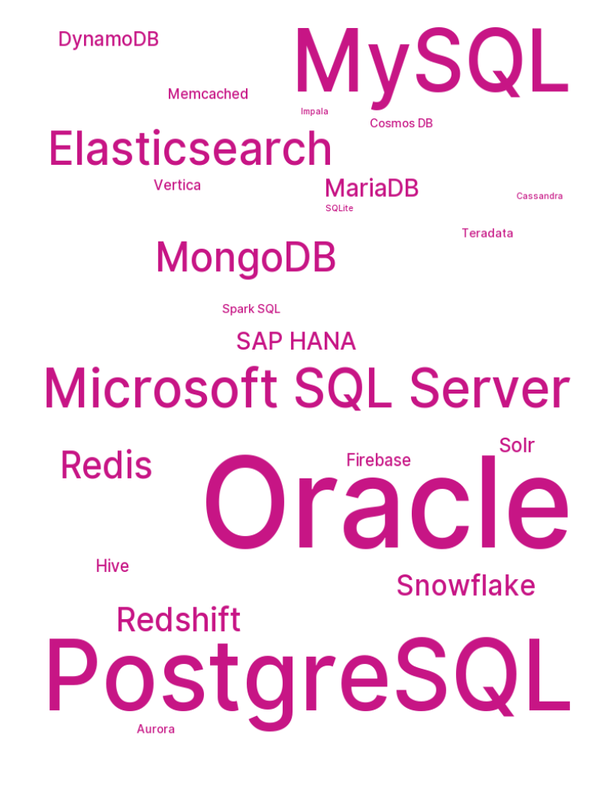 DynamoDB
MySQL
Memcached
Impala
Cosmos DB
Elasticsearch
Vertica
MariaDB
Cassandra
SQLite
Teradata
MongoDB
Spark SQL
SAP HANA
Microsoft SQL Server
Solr
Redis
Firebase
Oracle
Hive
Snowflake
Redshift
PostgreSQL
Aurora